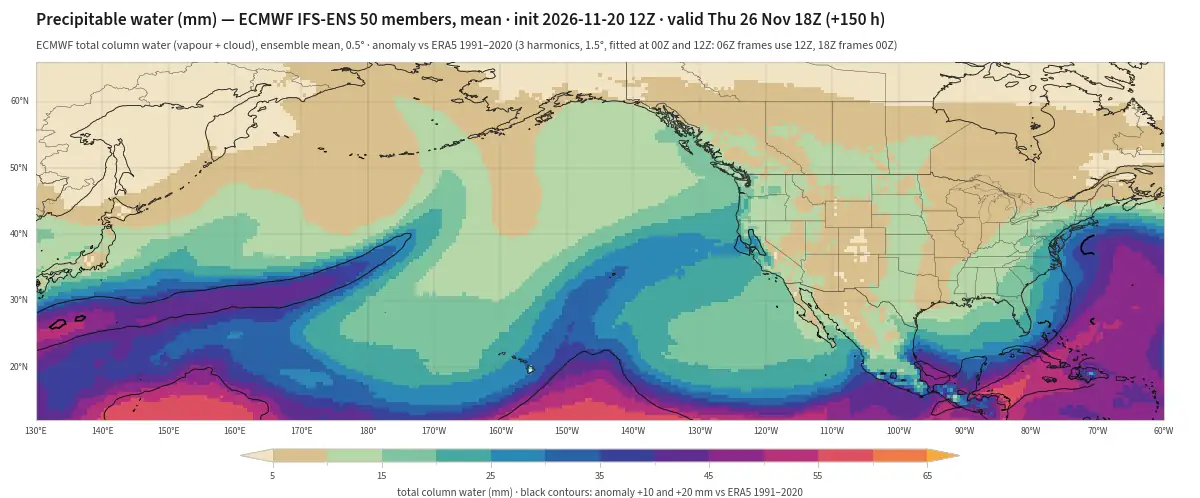 Precipitable water (mm) — ECMWF IFS-ENS 50 members, mean · init 2026-11-20 12Z · valid Thu 26 Nov 18Z (+150 h)
ECMWF total column water (vapour + cloud), ensemble mean, 0.5° · anomaly vs ERA5 1991–2020 (3 harmonics, 1.5°, fitted at 00Z and 12Z: 06Z frames use 12Z, 18Z frames 00Z)
60°N
50°N
40°N
30°N
20°N
130°E 140°E 150°E 160°E 170°E 180° 170°W 160°W 150°W 140°W 130°W 120°W 110°W 100°W 90°W 80°W 70°W 60°W
5 15 25 35 45 55 65
total column water (mm) · black contours: anomaly +10 and +20 mm vs ERA5 1991–2020